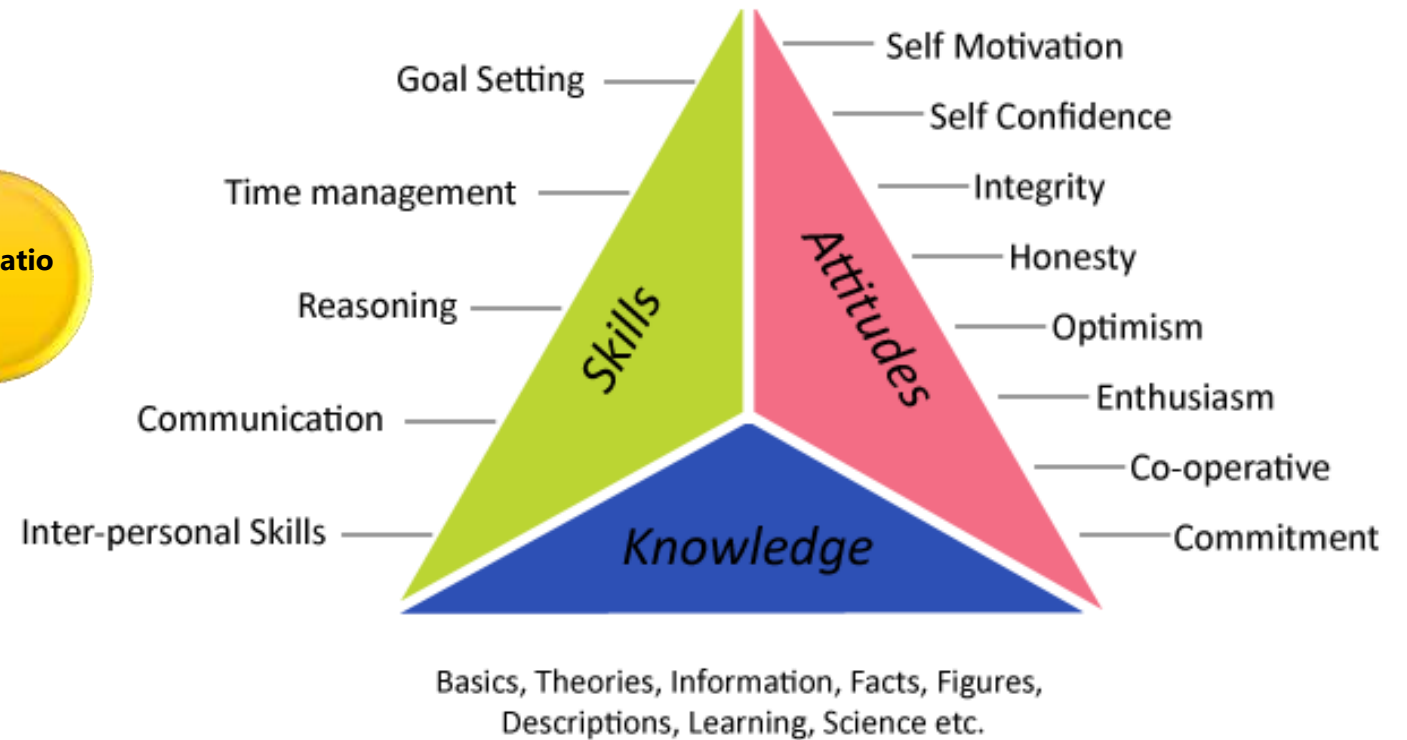 Goal Setting
Time management
Reasoning
Communication
Inter-personal Skills
atio
Skills
Attitudes
Knowledge
Self Motivation
Self Confidence
Integrity
Honesty
Optimism
Enthusiasm
Co-operative
Commitment
Basics, Theories, Information, Facts, Figures,
Descriptions, Learning, Science etc.